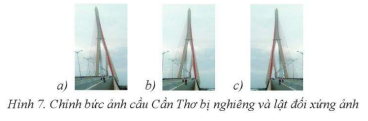 a) b) c)
Hình 7. Chỉnh bức ảnh cầu Cần Thơ bị nghiêng và lật đối xứng ảnh